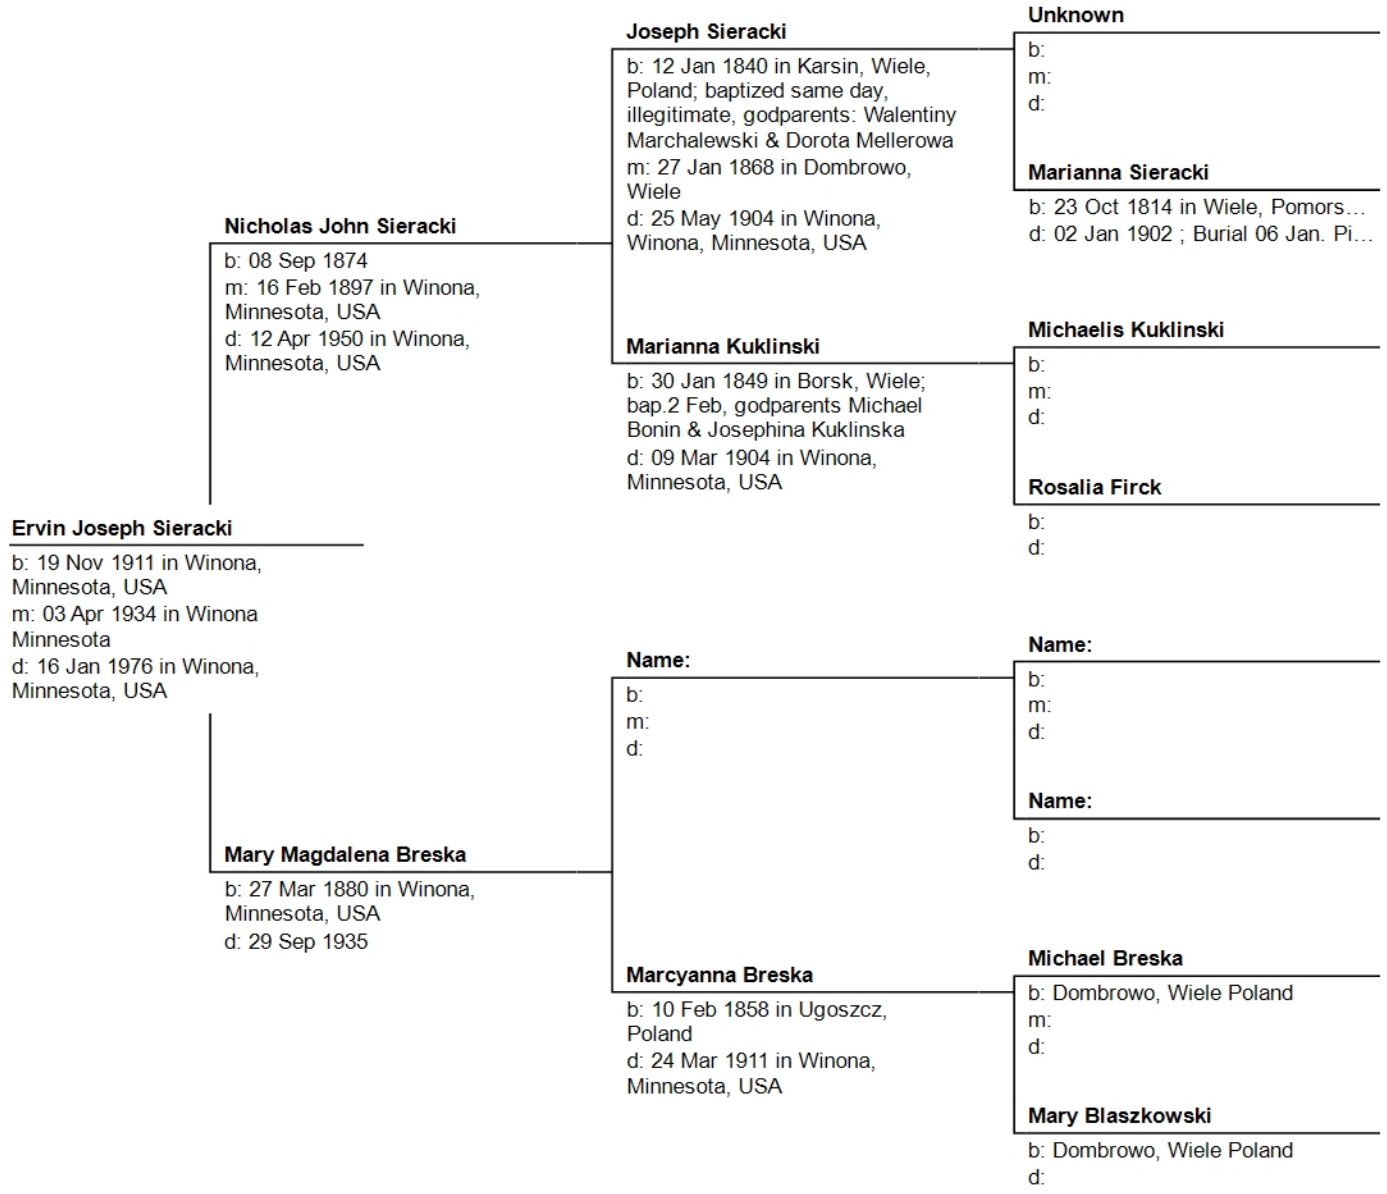 Unknown
b:
m:
d:
Joseph Sieracki
b: 12 Jan 1840 in Karsin, Wiele,
Poland; baptized same day,
illegitimate, godparents: Walentiny
Marchalewski & Dorota Mellerowa
m: 27 Jan 1868 in Dombrowo,
Wiele
d: 25 May 1904 in Winona,
Winona, Minnesota, USA
Marianna Sieracki
b: 23 Oct 1814 in Wiele, Pomors...
d: 02 Jan 1902 ; Burial 06 Jan. Pi...
Nicholas John Sieracki
b: 08 Sep 1874
m: 16 Feb 1897 in Winona,
Minnesota, USA
d: 12 Apr 1950 in Winona,
Minnesota, USA
Michaelis Kuklinski
b:
m:
d:
Marianna Kuklinski
b: 30 Jan 1849 in Borsk, Wiele;
bap.2 Feb, godparents Michael
Bonin & Josephina Kuklinska
d: 09 Mar 1904 in Winona,
Minnesota, USA
Rosalia Firck
b:
d:
Ervin Joseph Sieracki
b: 19 Nov 1911 in Winona,
Minnesota, USA
m: 03 Apr 1934 in Winona
Minnesota
d: 16 Jan 1976 in Winona,
Minnesota, USA
Name:
b:
m:
d:
Name:
b:
m:
d:
Name:
b:
d:
Mary Magdalena Breska
b: 27 Mar 1880 in Winona,
Minnesota, USA
d: 29 Sep 1935
Michael Breska
b: Dombrowo, Wiele Poland
m:
d:
Marcyanna Breska
b: 10 Feb 1858 in Ugoszcz,
Poland
d: 24 Mar 1911 in Winona,
Minnesota, USA
Mary Blaszkowski
b: Dombrowo, Wiele Poland
d: